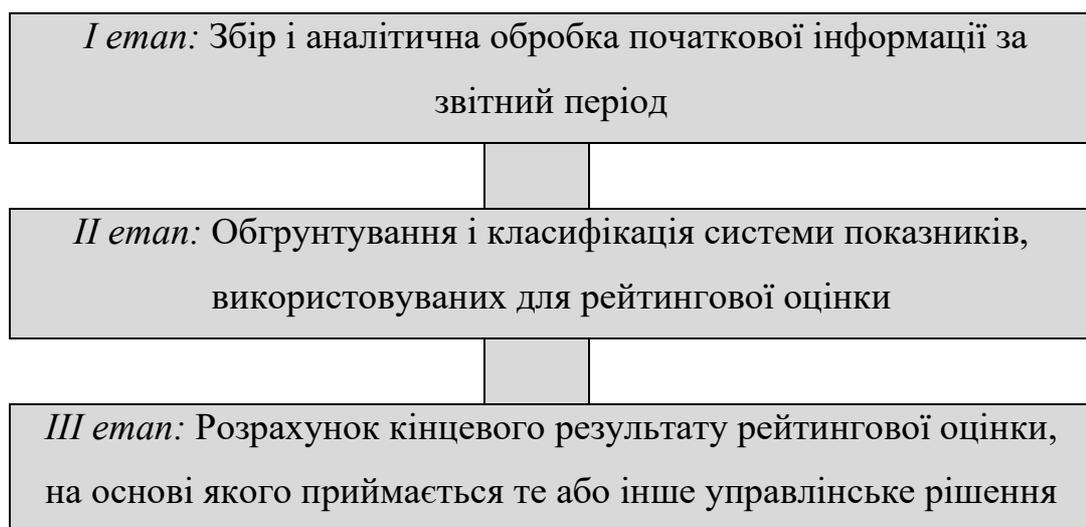 I етап: Збір і аналітична обробка початкової інформації за
звітний період
II етап: Обгрунтування і класифікація системи показників,
використовуваних для рейтингової оцінки
III етап: Розрахунок кінцевого результату рейтингової оцінки,
на основі якого приймається те або інше управлінське рішення